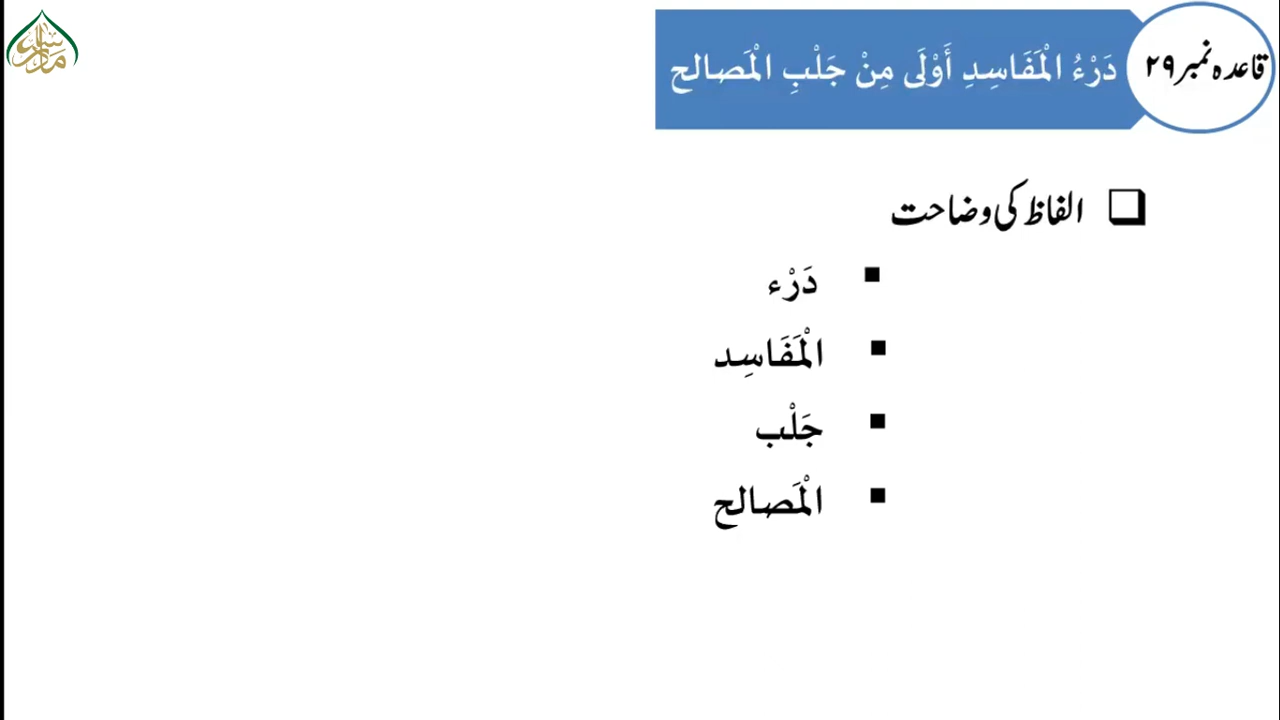 قاعدہ نمبر ۲۹
دَرْءُ الْمَفَاسِدِ أَوْلَى مِنْ جَلْبِ الْمَصالح
الفاظ کی وضاحت
دَرْء
الْمَفَاسِد
جَلْب
الْمَصالح